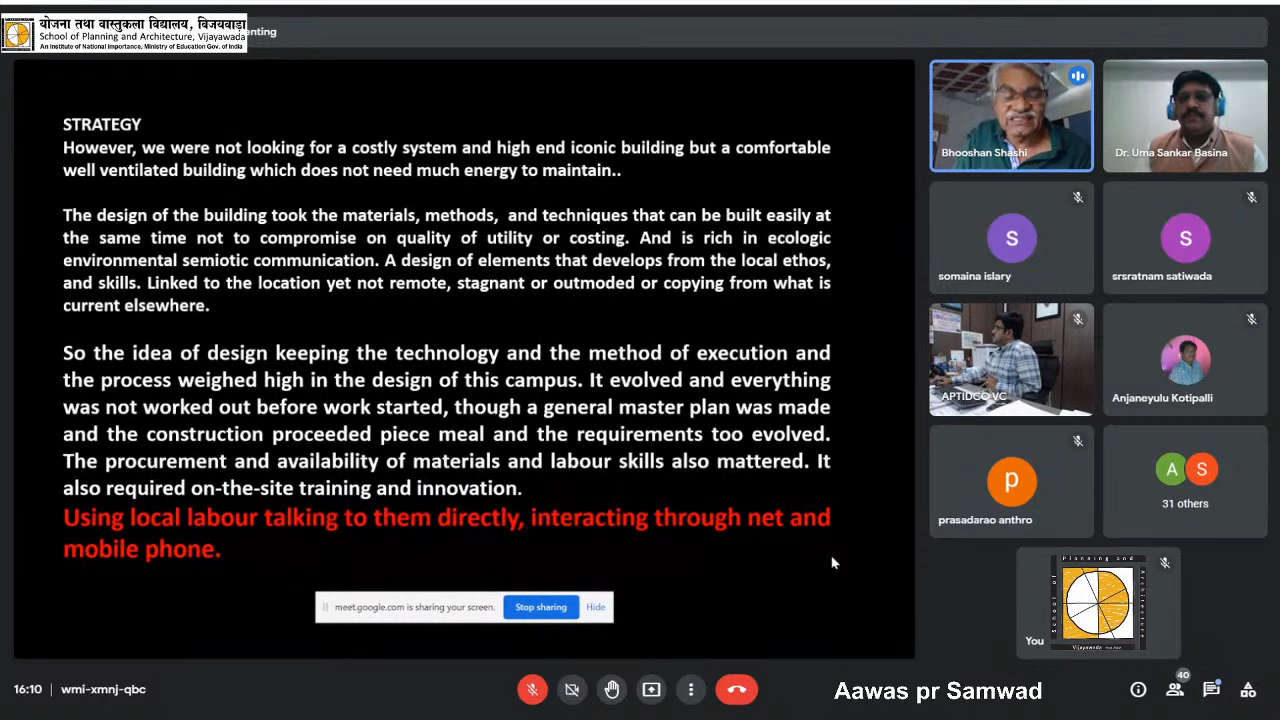 योजना तथा वास्तुकला विद्यालय, विजयवाड़ा
School of Planning and Architecture, Vijayawada
An Institute of National Importance, Ministry of Education Gov. of India
enting
STRATEGY
However, we were not looking for a costly system and high end iconic building but a comfortable
well ventilated building which does not need much energy to maintain..
The design of the building took the materials, methods, and techniques that can be built easily at
the same time not to compromise on quality of utility or costing. And is rich in ecologic
environmental semiotic communication. A design of elements that develops from the local ethos,
and skills. Linked to the location yet not remote, stagnant or outmoded or copying from what is
current elsewhere.
So the idea of design keeping the technology and the method of execution and
the process weighed high in the design of this campus. It evolved and everything
was not worked out before work started, though a general master plan was made
and the construction proceeded piece meal and the requirements too evolved.
The procurement and availability of materials and labour skills also mattered. It
also required on-the-site training and innovation.
Using local labour talking to them directly, interacting through net and
mobile phone.
meet.google.com is sharing your screen.
Stop sharing
Hide
Bhooshan Shashi
Dr. Uma Sankar Basina
s
somaina islary
s
srsratnam satiwada
APTIDCO VC
Anjaneyulu Kotipalli
p
prasadarao anthro
A
S
31 others
School of
Planning and
Architecture
Vijayawada
You
16:10
wmi-xmnj-qbc
Aawas pr Samwad
40